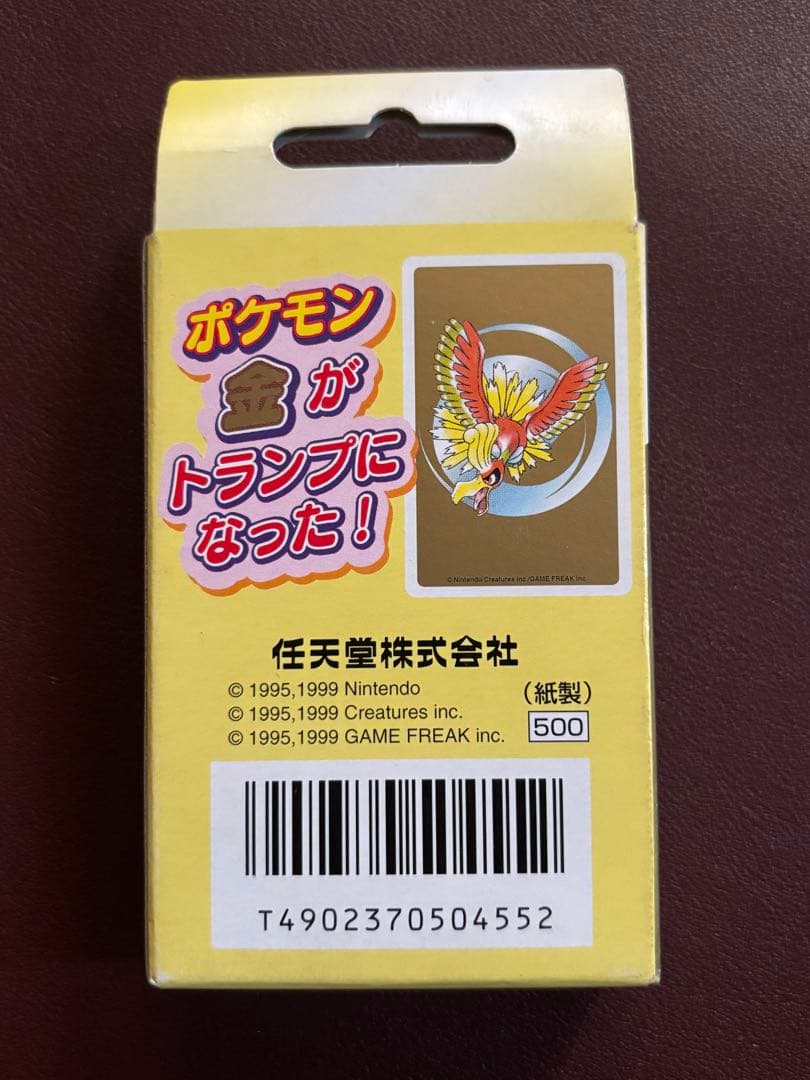 ポケモン
金が
トランプに
なった!
© Nintendo Creatures inc./GAME FREAK inc.
任天堂株式会社
© 1995,1999 Nintendo
© 1995,1999 Creatures inc.
© 1995,1999 GAME FREAK inc.
(紙製)
500
T4902370504552